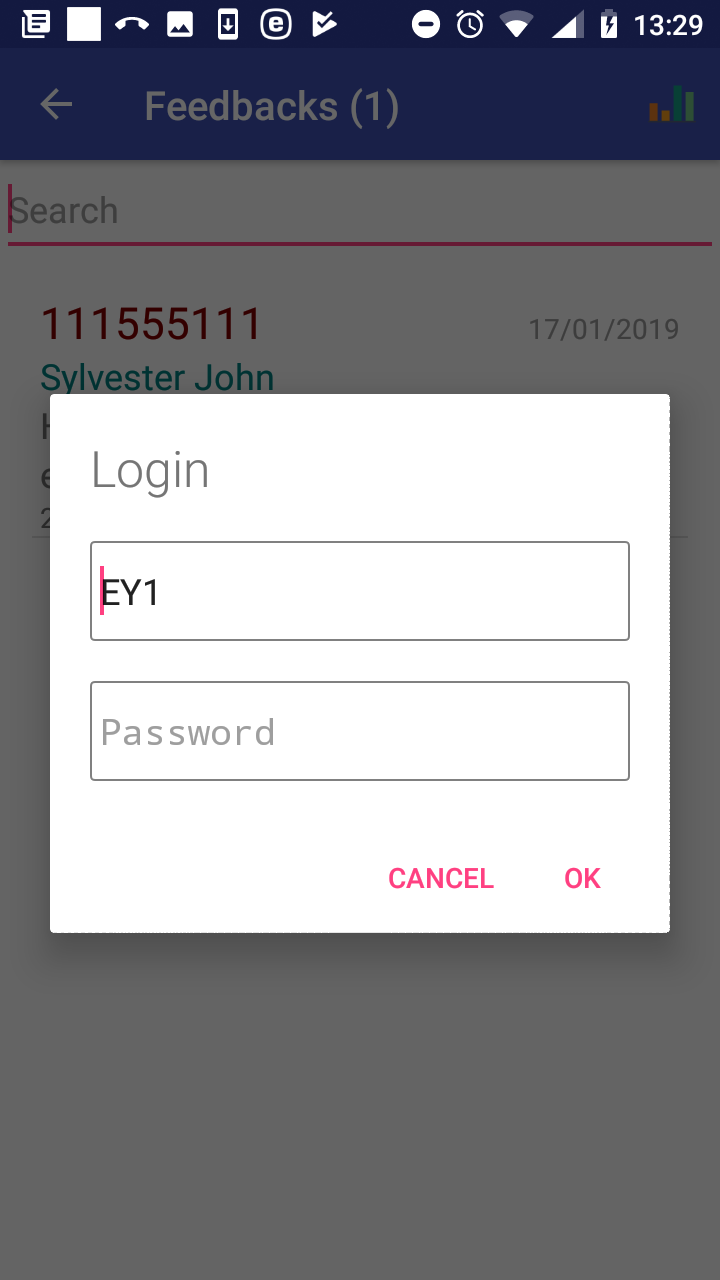 13:29
Feedbacks (1)
Search
111555111
17/01/2019
Sylvester John
Login
EY1
Password
CANCEL
OK